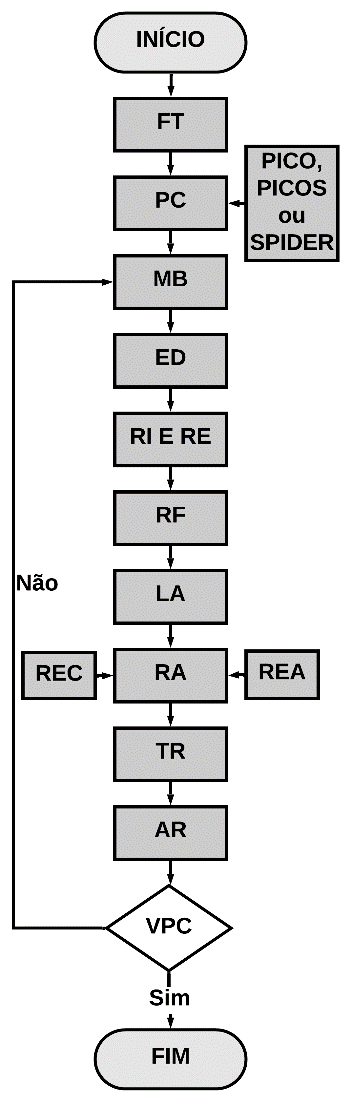 INÍCIO
FT
PC
PICO,
PICOS
ou
SPIDER
MB
ED
RI E RE
RF
Não
LA
REC
RA
REA
TR
AR
VPC
Sim
FIM